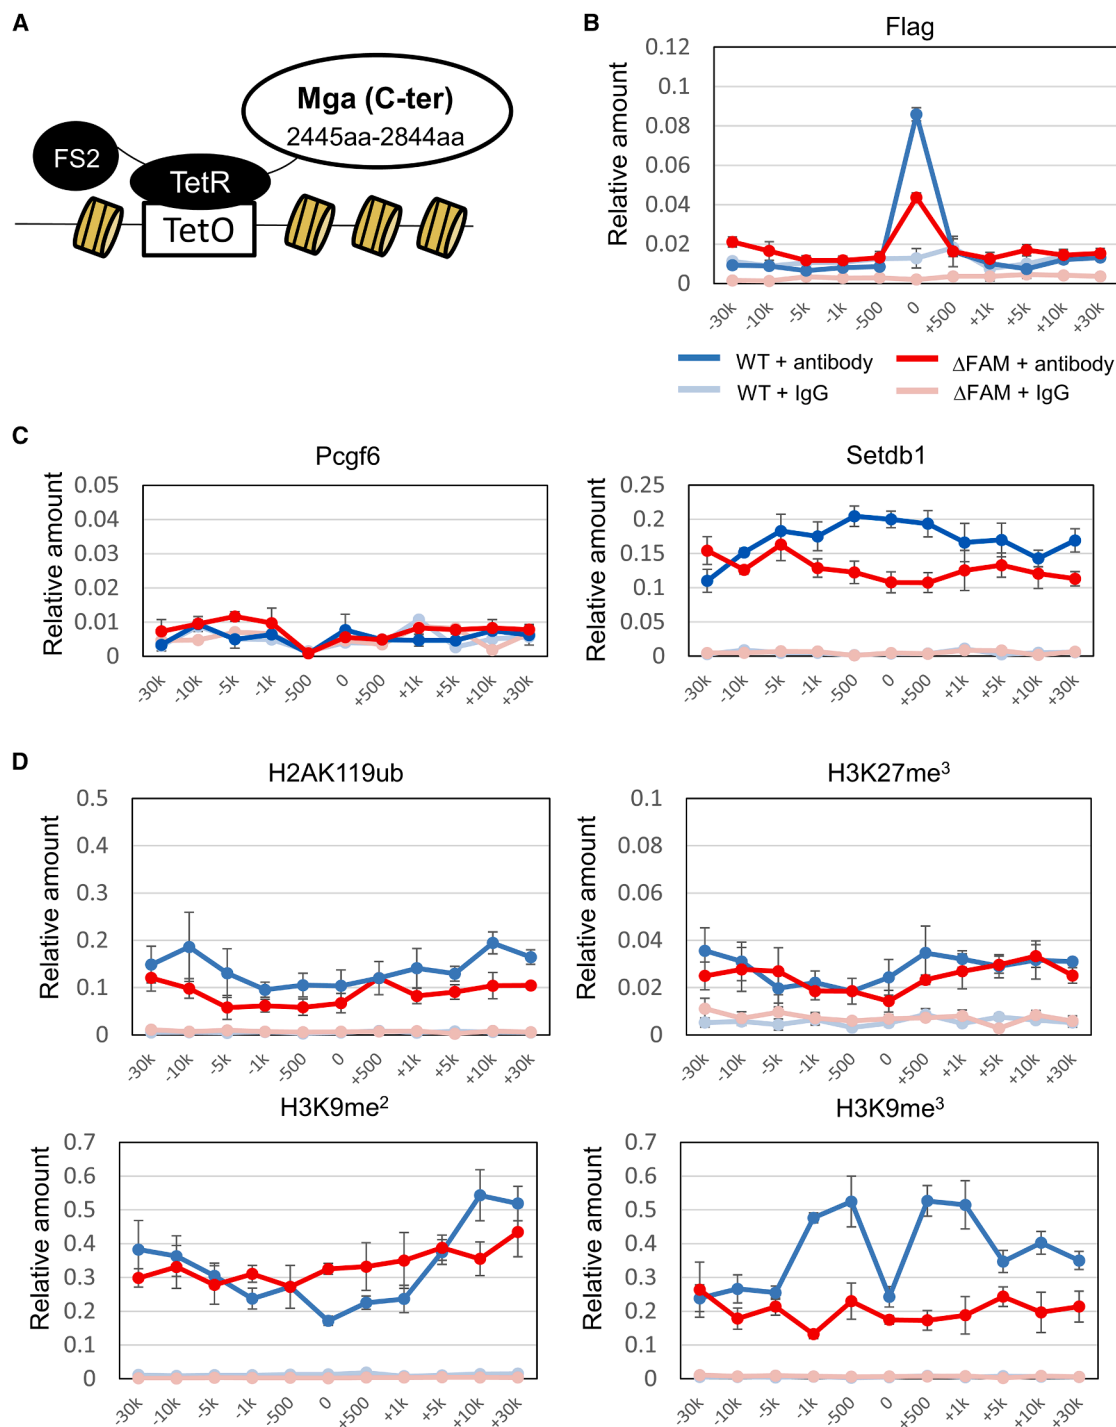 A
Mga (C-ter)
2445aa-2844aa
FS2
TetR
TetO
B
Flag
Relative amount
0.12
0.1
0.08
0.06
0.04
0.02
0
-30k -10k -5k -1k -500 0 +500 +1k +5k +10k +30k
WT + antibody ΔFAM + antibody
WT + IgG ΔFAM + IgG
C
Pcgf6
Relative amount
0.05
0.04
0.03
0.02
0.01
0
-30k -10k -5k -1k -500 0 +500 +1k +5k +10k +30k
Setdb1
Relative amount
0.25
0.2
0.15
0.1
0.05
0
-30k -10k -5k -1k -500 0 +500 +1k +5k +10k +30k
D
H2AK119ub
Relative amount
0.5
0.4
0.3
0.2
0.1
0
-30k -10k -5k -1k -500 0 +500 +1k +5k +10k +30k
H3K27me³
Relative amount
0.1
0.08
0.06
0.04
0.02
0
-30k -10k -5k -1k -500 0 +500 +1k +5k +10k +30k
H3K9me²
Relative amount
0.7
0.6
0.5
0.4
0.3
0.2
0.1
0
-30k -10k -5k -1k -500 0 +500 +1k +5k +10k +30k
H3K9me³
Relative amount
0.7
0.6
0.5
0.4
0.3
0.2
0.1
0
-30k -10k -5k -1k -500 0 +500 +1k +5k +10k +30k